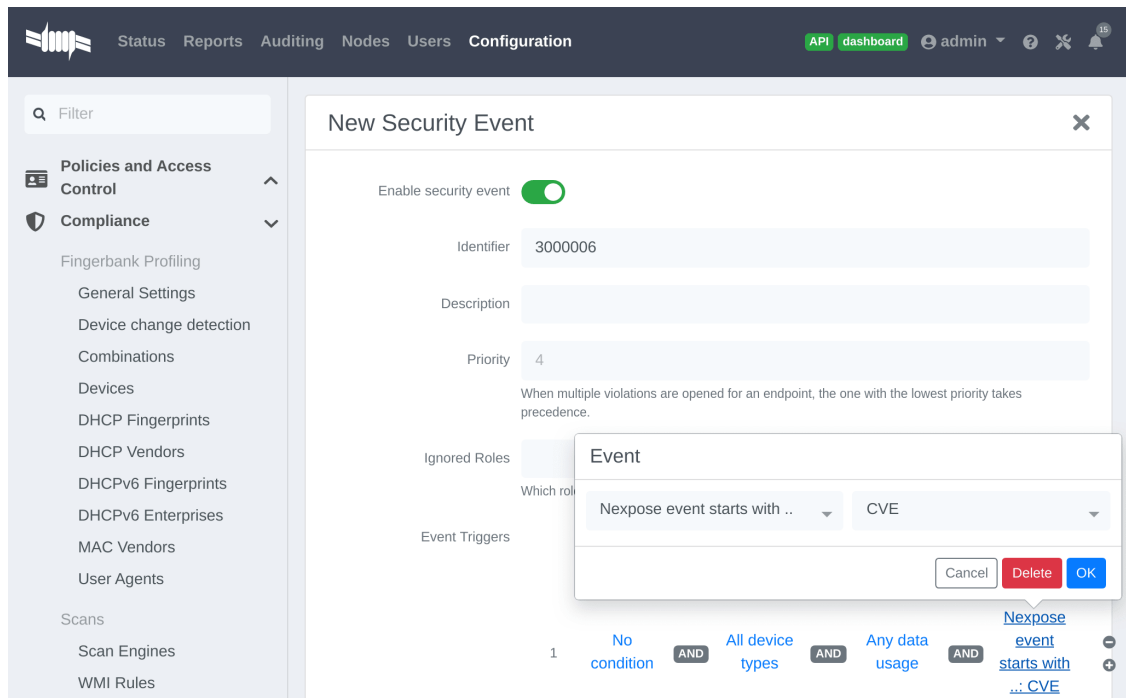 Status Reports Auditing Nodes Users Configuration API dashboard admin 15
Filter
Policies and Access
Control
Compliance
Fingerbank Profiling
General Settings
Device change detection
Combinations
Devices
DHCP Fingerprints
DHCP Vendors
DHCPv6 Fingerprints
DHCPv6 Enterprises
MAC Vendors
User Agents
Scans
Scan Engines
WMI Rules
New Security Event
Enable security event
Identifier 3000006
Description
Priority 4
When multiple violations are opened for an endpoint, the one with the lowest priority takes
precedence.
Ignored Roles
Which
Event Triggers
Event
Nexpose event starts with .. CVE
Cancel Delete OK
1 No condition AND All device types AND Any data usage AND Nexpose event starts with ..: CVE